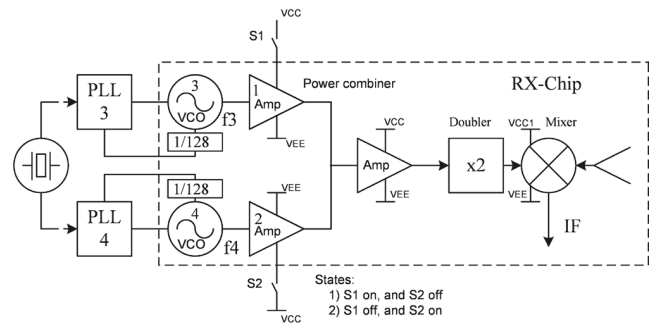 VCC
S1
PLL
3
3
VCO
1/128
f3
1
Amp
VEE
Power combiner
RX-Chip
VCC
Amp
VEE
Doubler
x2
VCC1
Mixer
VEE
IF
1/128
PLL
4
4
VCO
f4
VEE
2
Amp
S2
VCC
States:
1) S1 on, and S2 off
2) S1 off, and S2 on